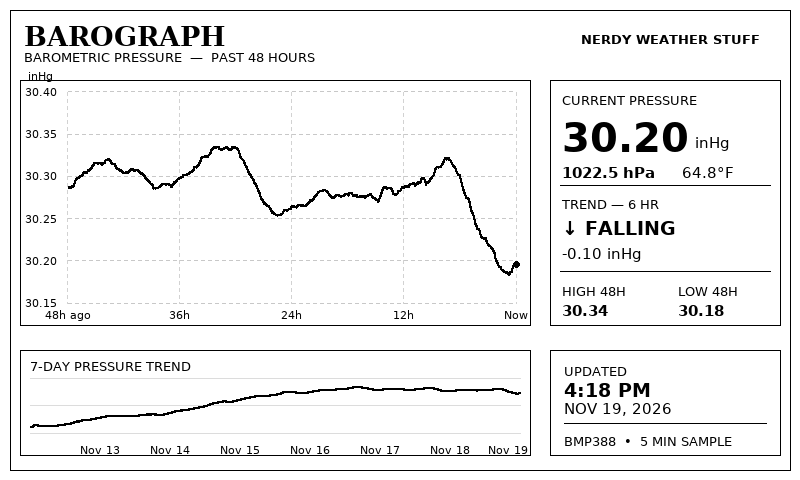 BAROGRAPH
BAROMETRIC PRESSURE — PAST 48 HOURS
NERDY WEATHER STUFF
inHg
30.40
30.35
30.30
30.25
30.20
30.15
48h ago 36h 24h 12h Now
CURRENT PRESSURE
30.20 inHg
1022.5 hPa 64.8°F
TREND — 6 HR
↓ FALLING
-0.10 inHg
HIGH 48H LOW 48H
30.34 30.18
7-DAY PRESSURE TREND
Nov 13 Nov 14 Nov 15 Nov 16 Nov 17 Nov 18 Nov 19
UPDATED
4:18 PM
NOV 19, 2026
BMP388 • 5 MIN SAMPLE